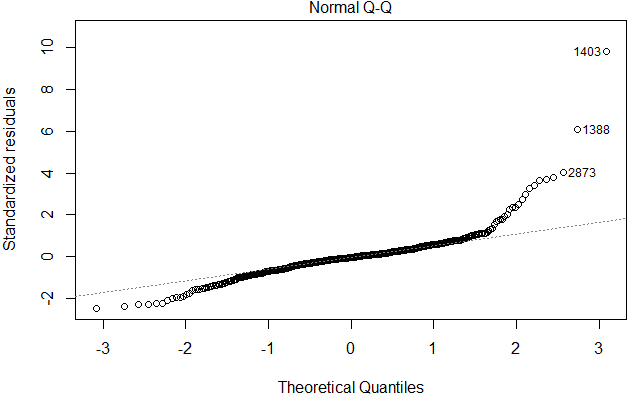 Normal Q-Q
Standardized residuals
10
8
6
4
2
0
-2
1403
1388
2873
-3 -2 -1 0 1 2 3
Theoretical Quantiles